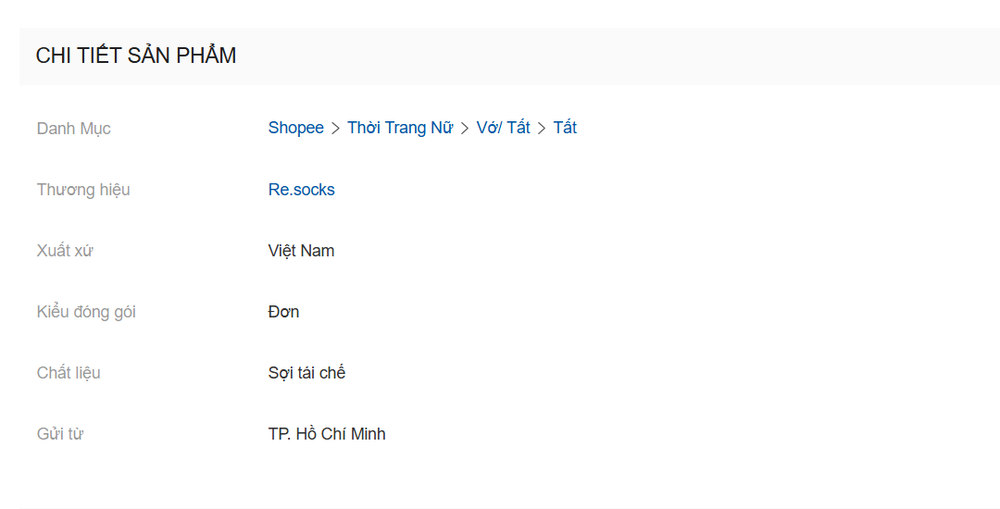 CHI TIẾT SẢN PHẨM
Danh Mục Shopee > Thời Trang Nữ > Vớ/ Tất > Tất
Thương hiệu Re.socks
Xuất xứ Việt Nam
Kiểu đóng gói Đơn
Chất liệu Sợi tái chế
Gửi từ TP. Hồ Chí Minh